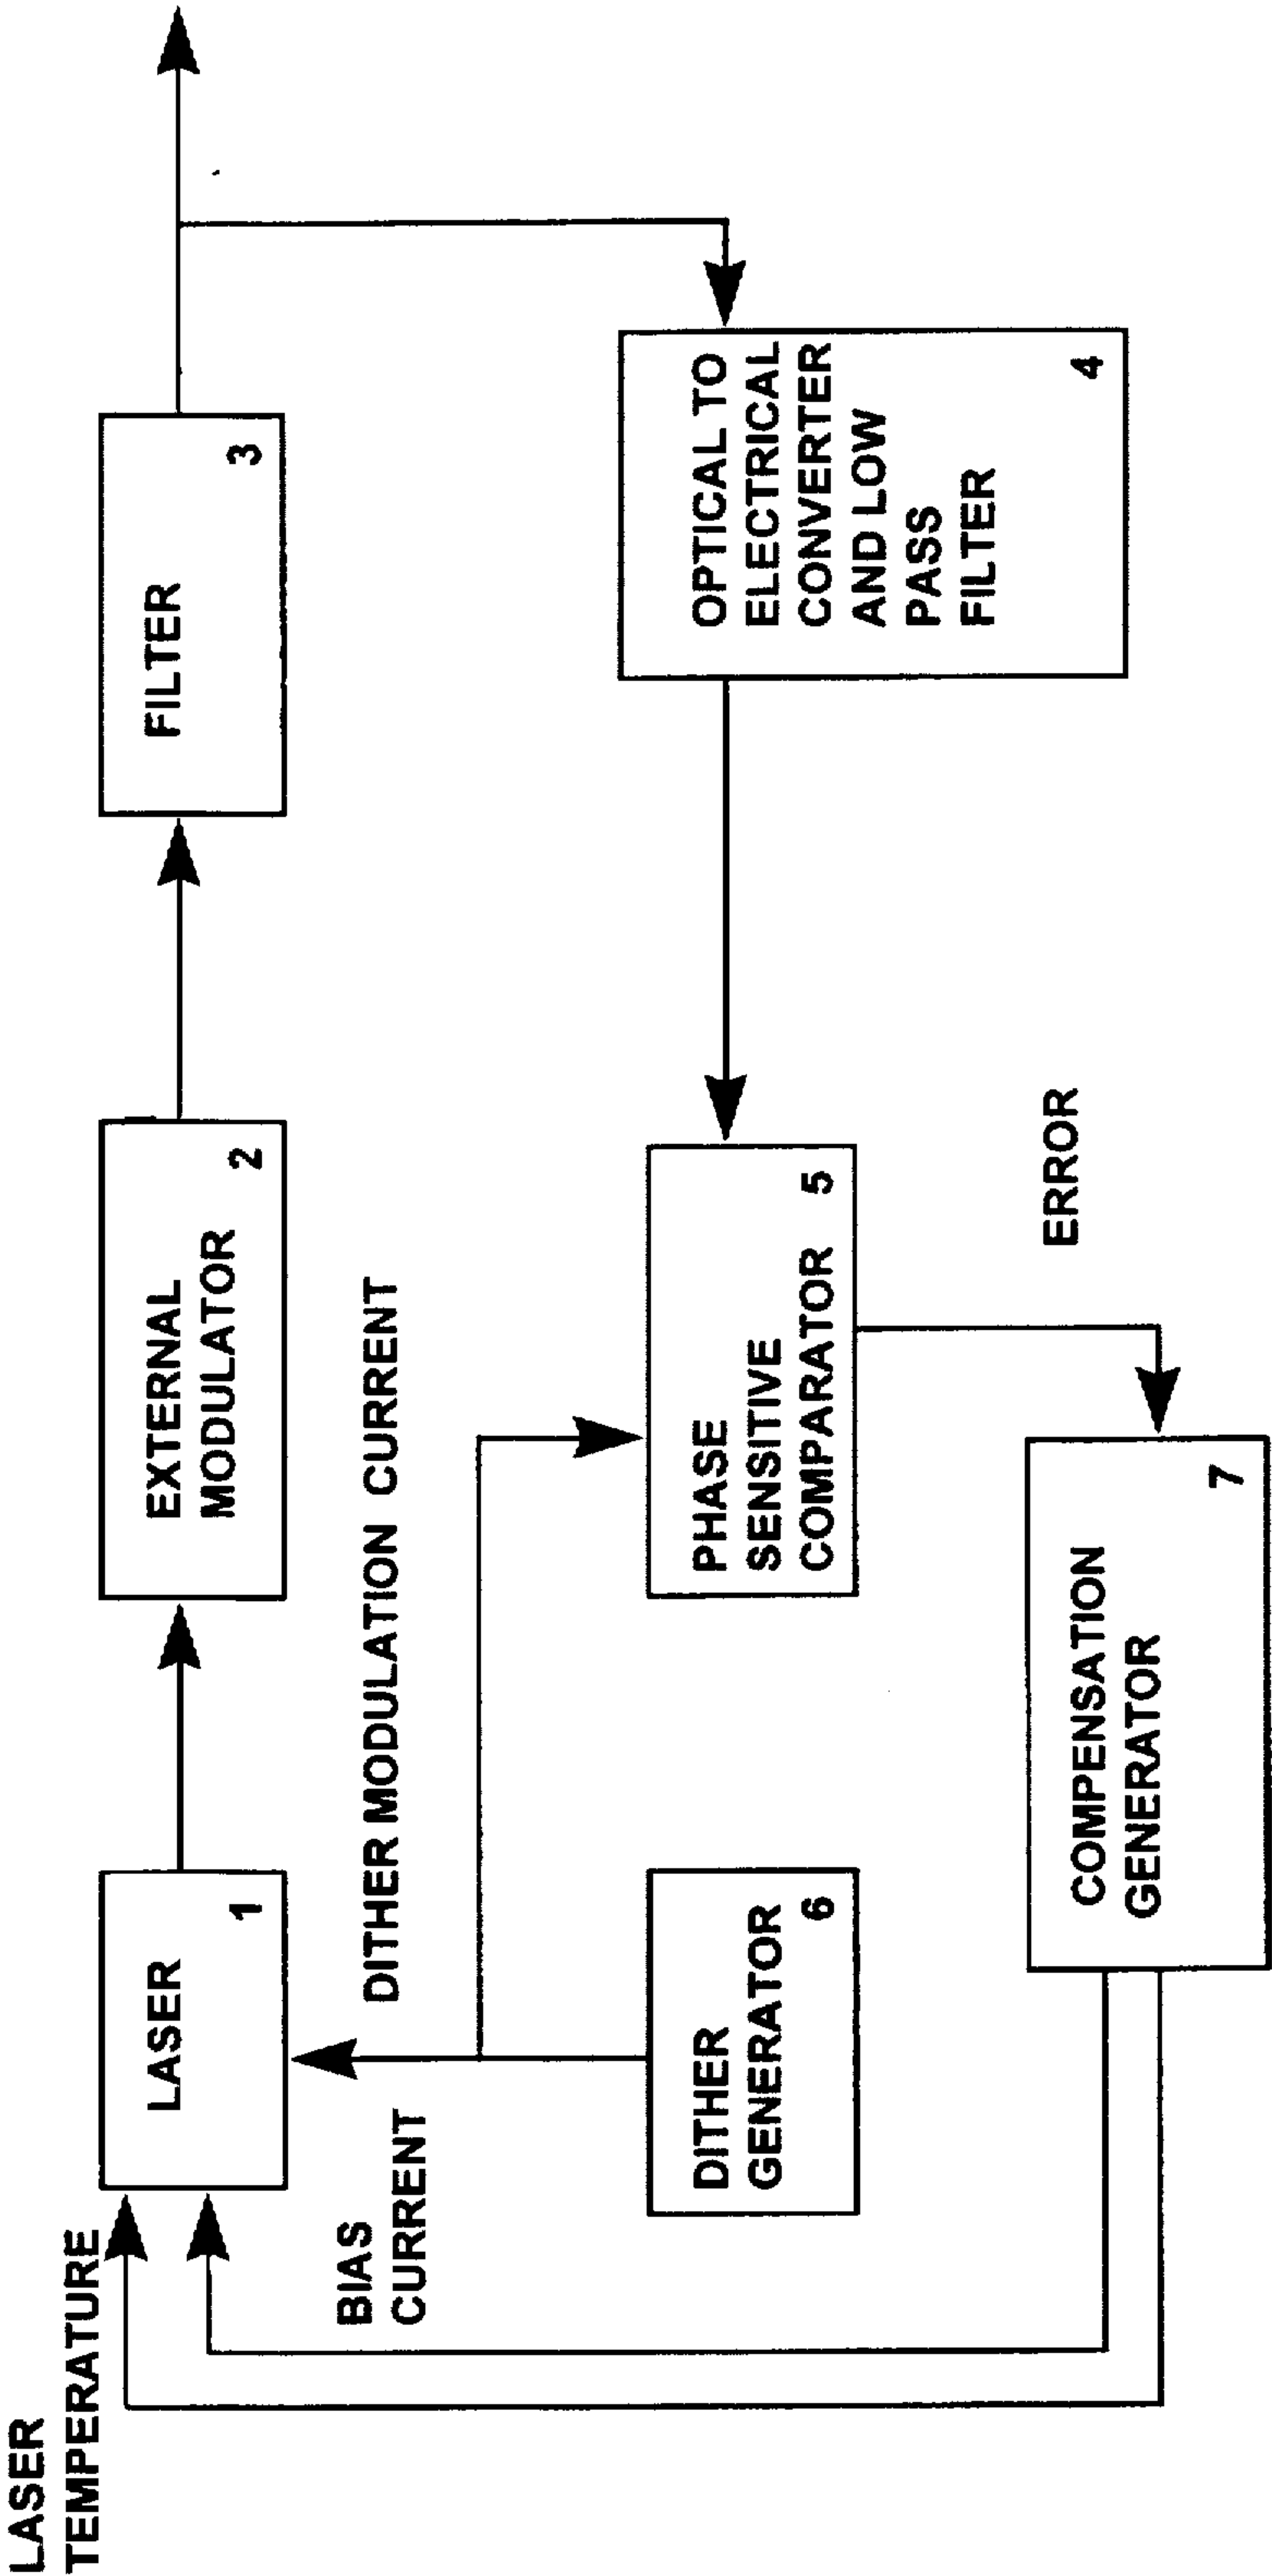 LASER
TEMPERATURE
LASER
1
EXTERNAL
MODULATOR
2
FILTER
3
BIAS
CURRENT
DITHER MODULATION CURRENT
DITHER
GENERATOR
6
PHASE
SENSITIVE
COMPARATOR
5
OPTICAL TO
ELECTRICAL
CONVERTER
AND LOW
PASS
FILTER
4
ERROR
COMPENSATION
GENERATOR
7